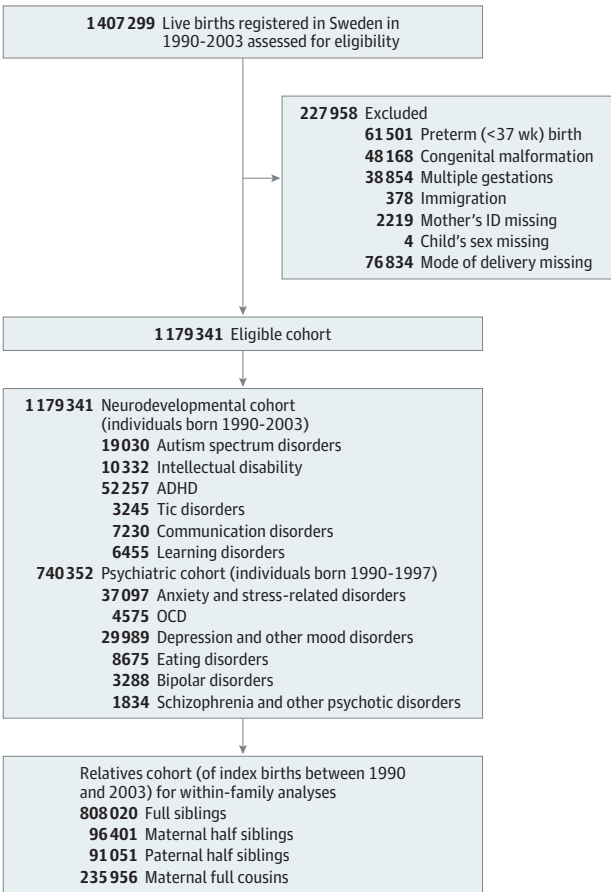 1 407 299 Live births registered in Sweden in
1990-2003 assessed for eligibility
227 958 Excluded
61 501 Preterm (<37 wk) birth
48 168 Congenital malformation
38 854 Multiple gestations
378 Immigration
2219 Mother's ID missing
4 Child's sex missing
76 834 Mode of delivery missing
1 179 341 Eligible cohort
1 179 341 Neurodevelopmental cohort
(individuals born 1990-2003)
19 030 Autism spectrum disorders
10 332 Intellectual disability
52 257 ADHD
3245 Tic disorders
7230 Communication disorders
6455 Learning disorders
740 352 Psychiatric cohort (individuals born 1990-1997)
37 097 Anxiety and stress-related disorders
4575 OCD
29 989 Depression and other mood disorders
8675 Eating disorders
3288 Bipolar disorders
1834 Schizophrenia and other psychotic disorders
Relatives cohort (of index births between 1990
and 2003) for within-family analyses
808 020 Full siblings
96 401 Maternal half siblings
91 051 Paternal half siblings
235 956 Maternal full cousins